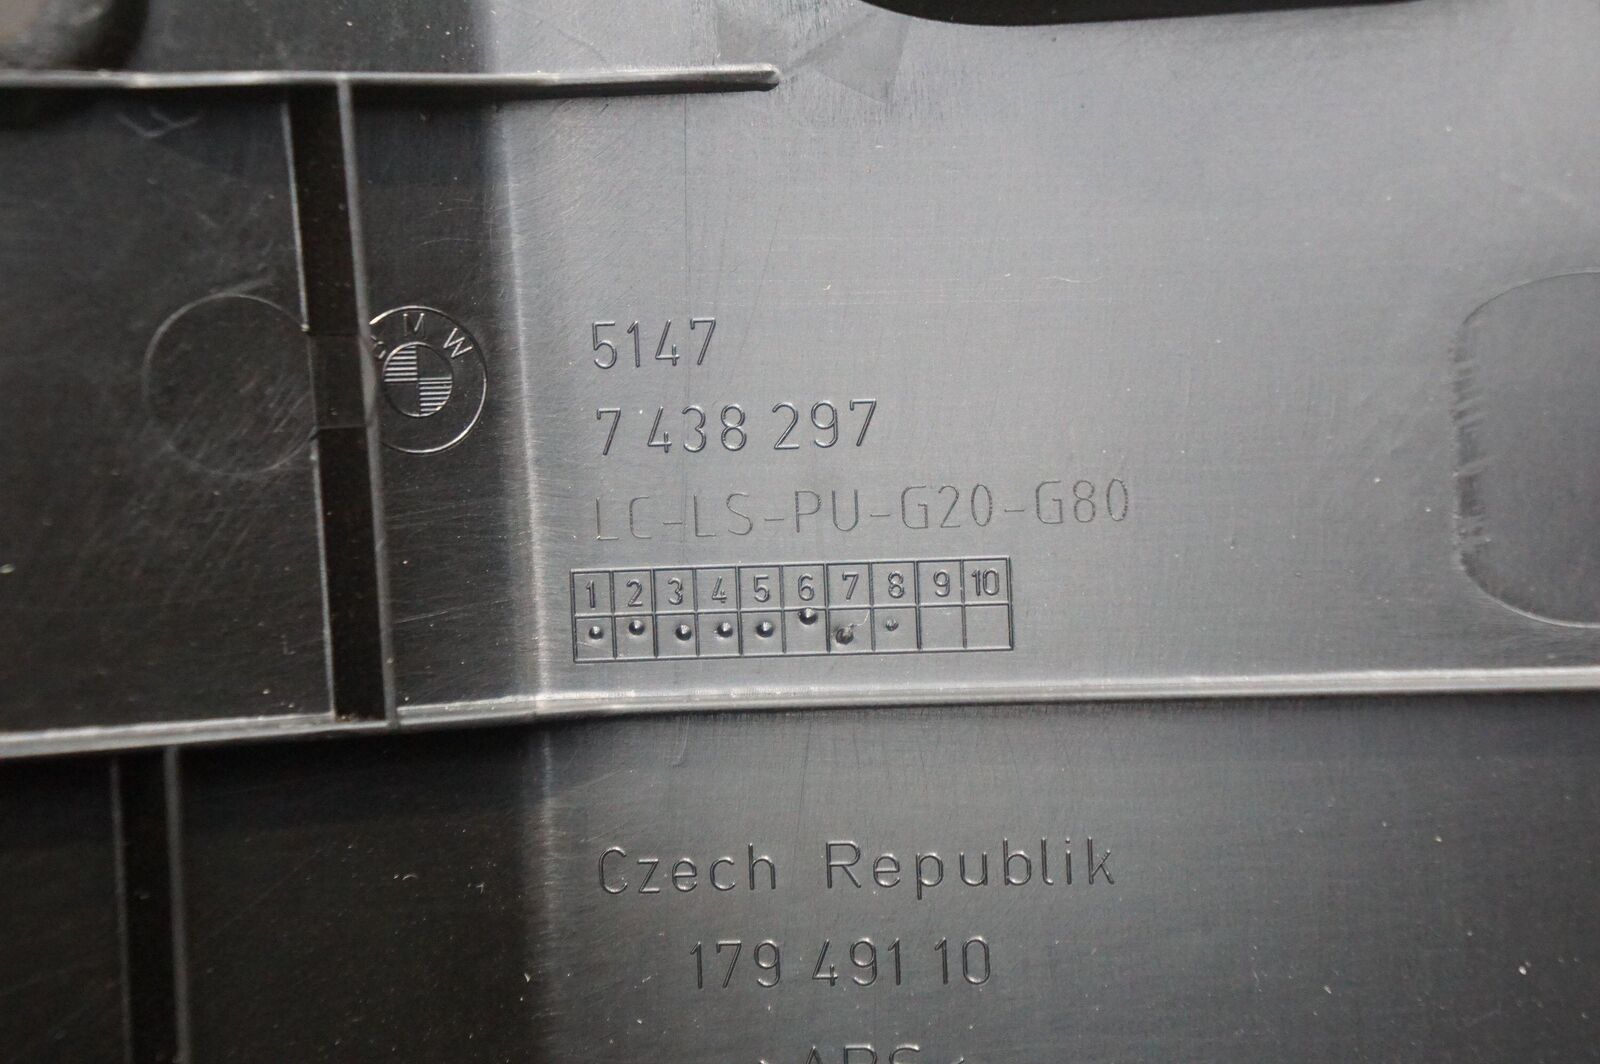 BMW
5147
7 438 297
LC-LS-PU-G20-G80
1 2 3 4 5 6 7 8 9 10
Czech Republik
179 491 10
>ABS<